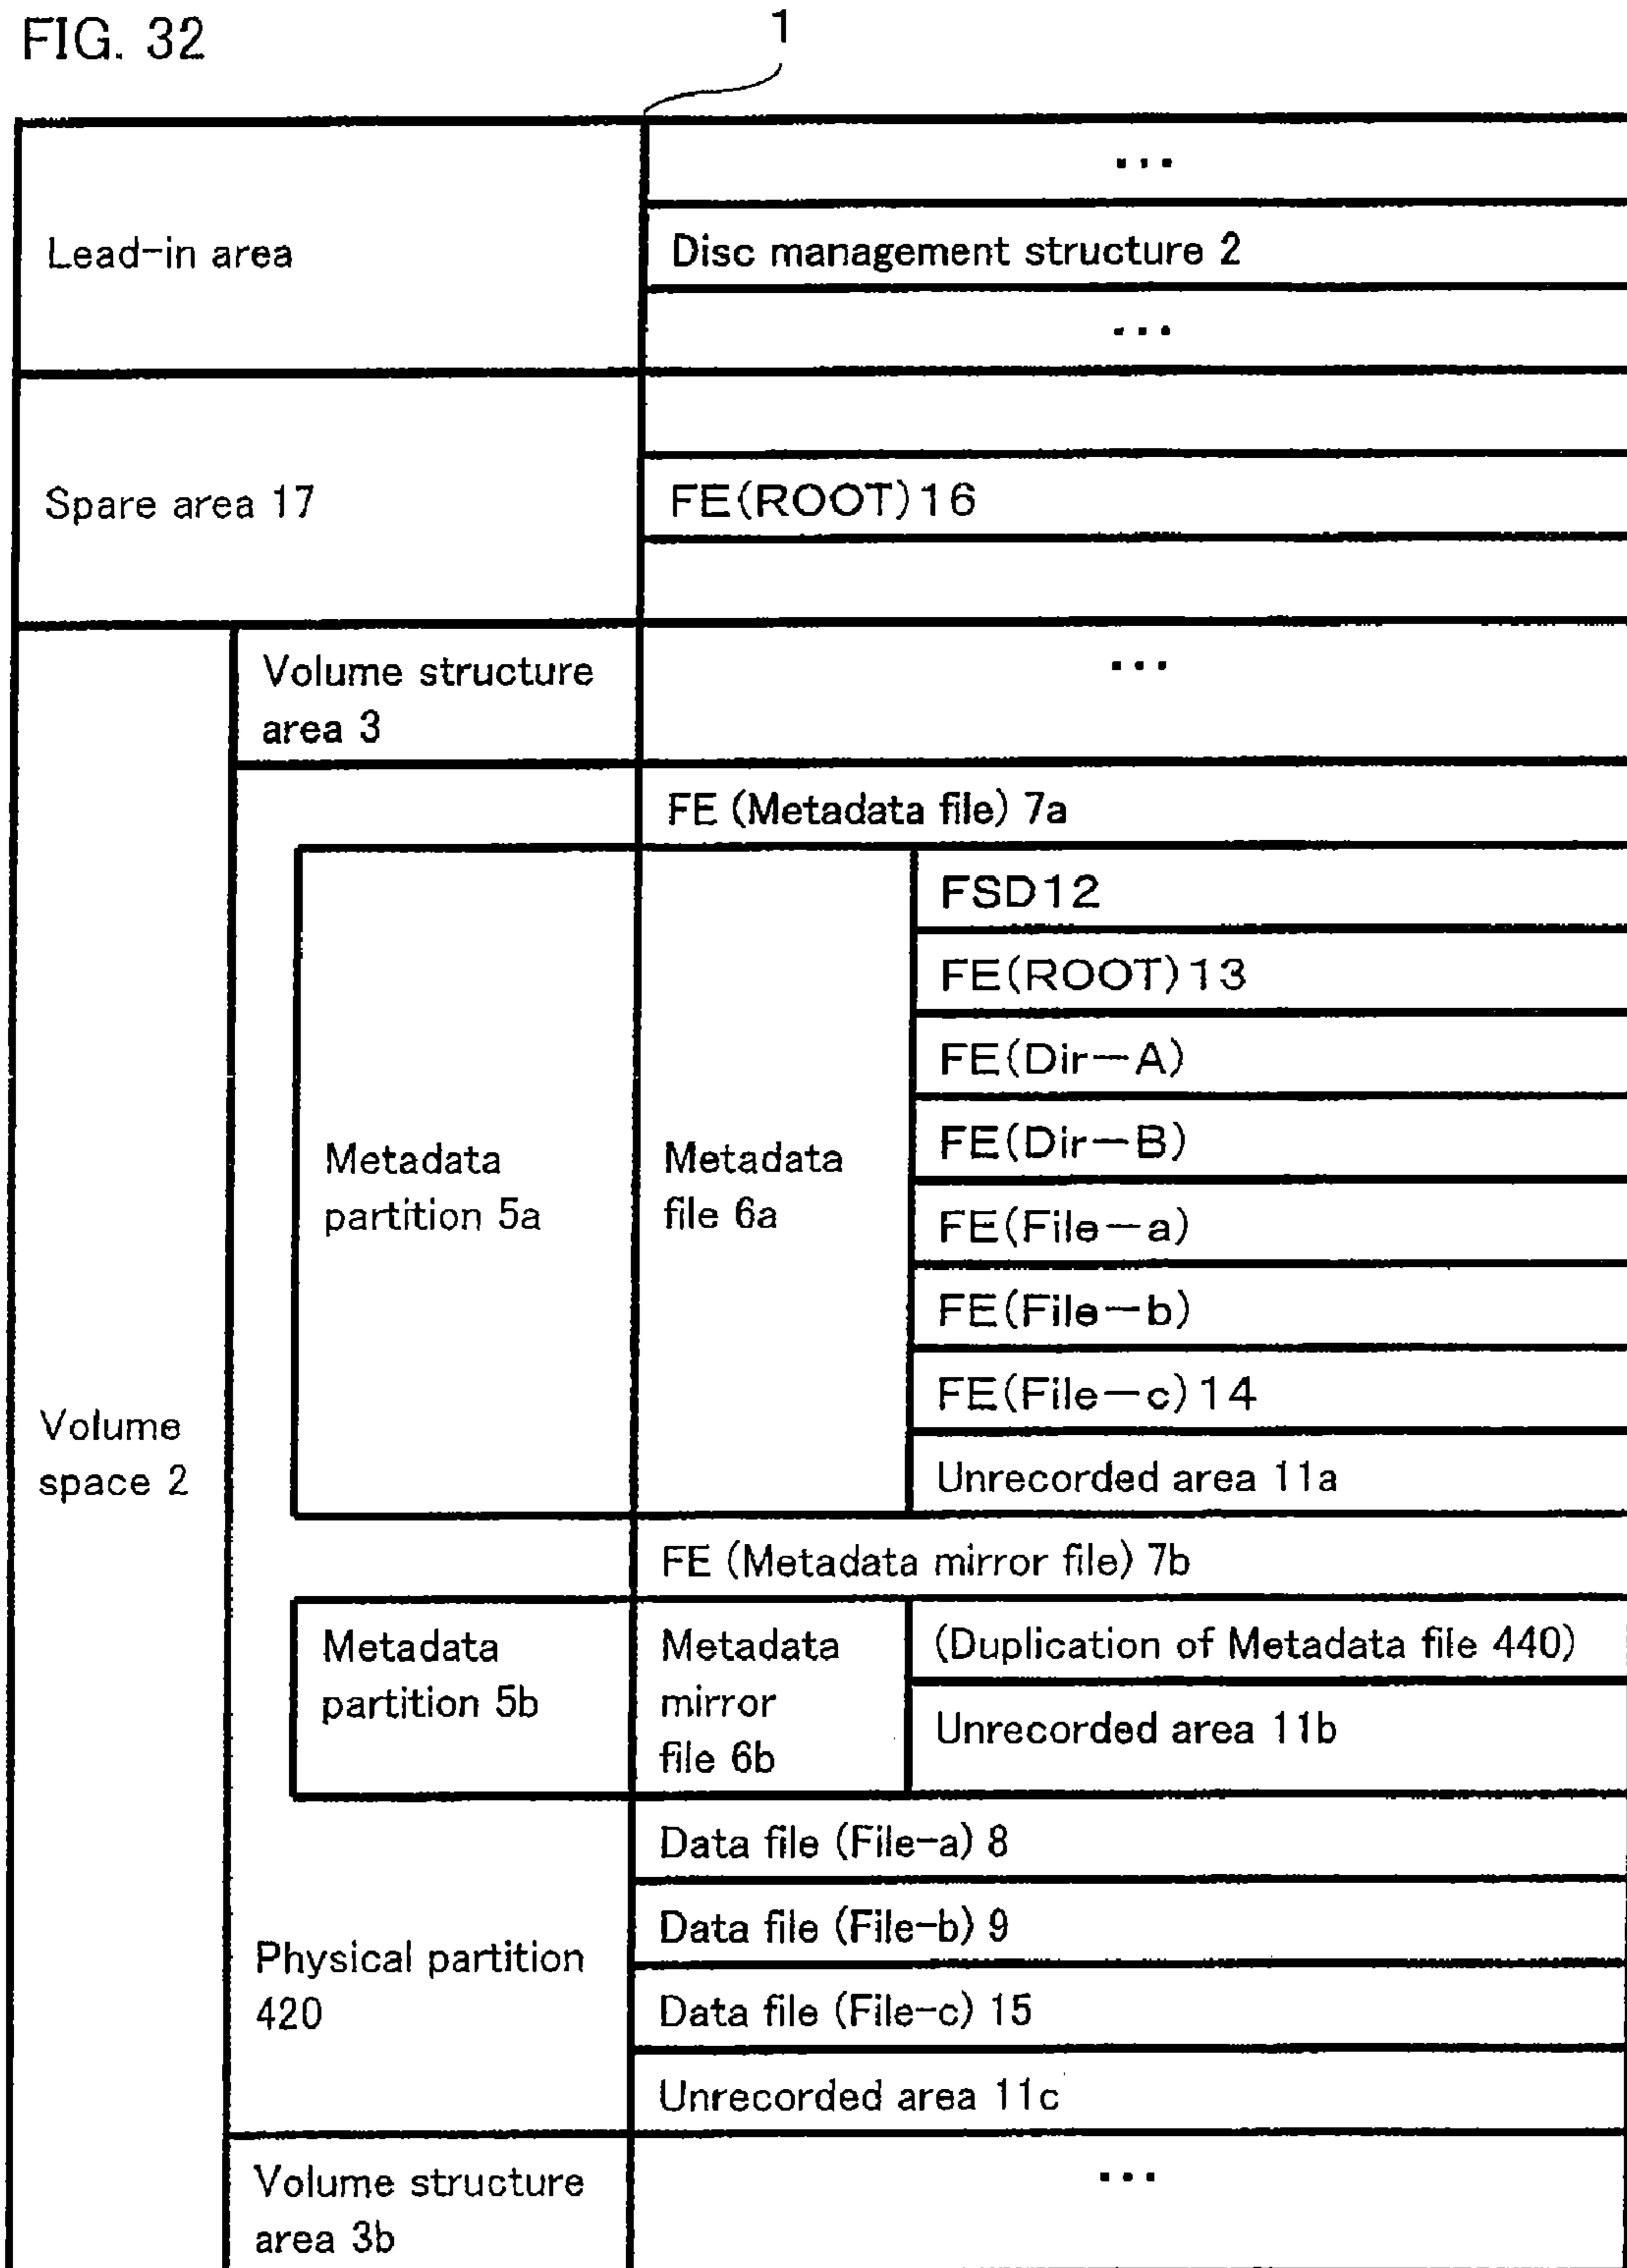 FIG. 32
1
...
Lead-in area
Disc management structure 2
...
Spare area 17
FE(ROOT)16
Volume structure
area 3
...
FE (Metadata file) 7a
FSD12
FE(ROOT)13
FE(Dir—A)
FE(Dir—B)
Metadata
partition 5a
Metadata
file 6a
FE(File—a)
FE(File—b)
FE(File—c)14
Unrecorded area 11a
Volume
space 2
FE (Metadata mirror file) 7b
Metadata
partition 5b
Metadata
mirror
file 6b
(Duplication of Metadata file 440)
Unrecorded area 11b
Data file (File-a) 8
Data file (File-b) 9
Physical partition
420
Data file (File-c) 15
Unrecorded area 11c
Volume structure
area 3b
...